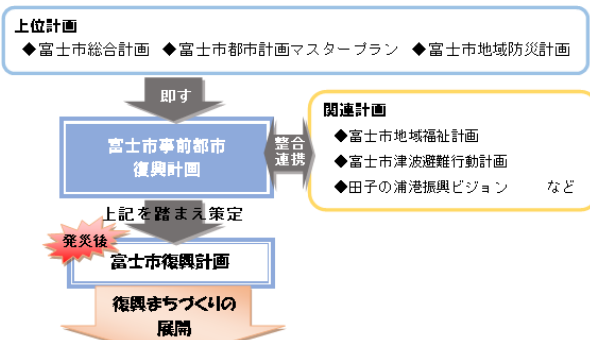 上位計画
◆富士市総合計画 ◆富士市都市計画マスタープラン ◆富士市地域防災計画
即す
富士市事前都市
復興計画
整合
連携
関連計画
◆富士市地域福祉計画
◆富士市津波避難行動計画
◆田子の浦港振興ビジョン など
上記を踏まえ策定
発災後
富士市復興計画
復興まちづくりの
展開